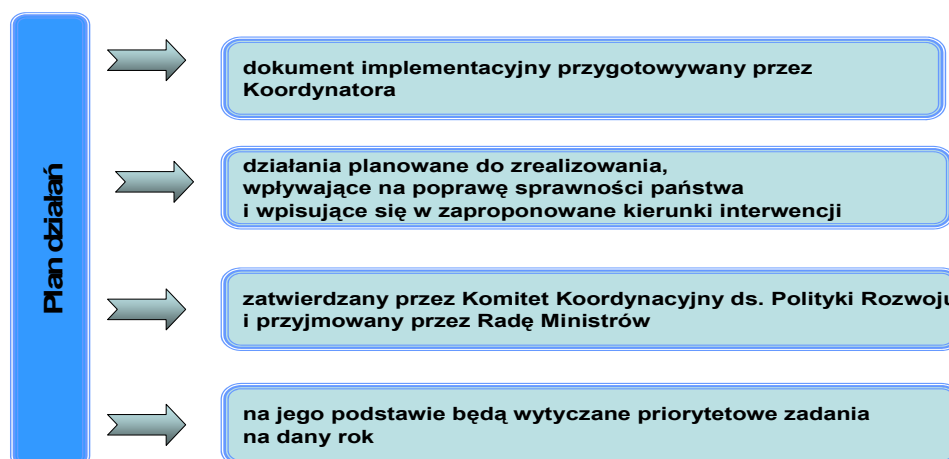 Plan działań
dokument implementacyjny przygotowywany przez
Koordynatora
działania planowane do zrealizowania,
wpływające na poprawę sprawności państwa
i wpisujące się w zaproponowane kierunki interwencji
zatwierdzany przez Komitet Koordynacyjny ds. Polityki Rozwoju
i przyjmowany przez Radę Ministrów
na jego podstawie będą wytyczane priorytetowe zadania
na dany rok